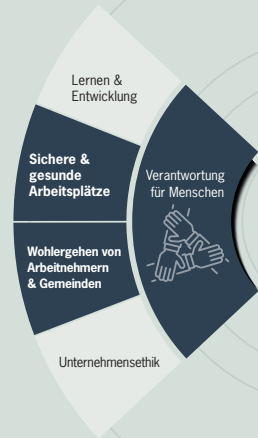 Lernen &
Entwicklung
Sichere &
gesunde
Arbeitsplätze
Verantwortung
für Menschen
Wohlergehen von
Arbeitnehmern
& Gemeinden
Unternehmensethik